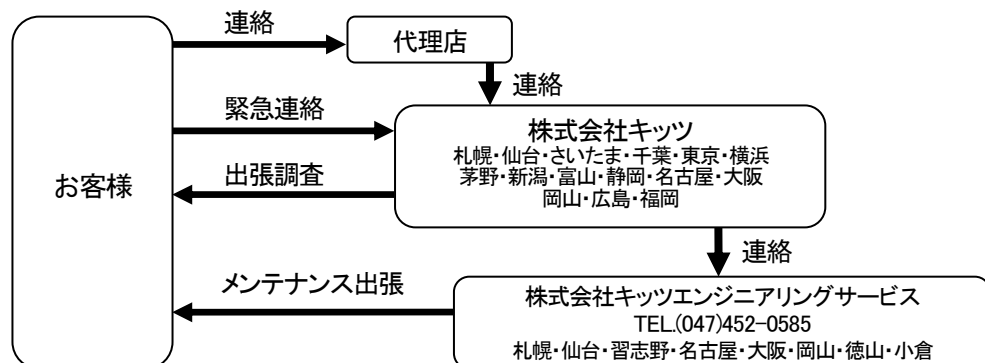 連絡
代理店
連絡
緊急連絡
株式会社キッツ
札幌・仙台・さいたま・千葉・東京・横浜
茅野・新潟・富山・静岡・名古屋・大阪
岡山・広島・福岡
出張調査
お客様
連絡
メンテナンス出張
株式会社キッツエンジニアリングサービス
TEL.(047)452-0585
札幌・仙台・習志野・名古屋・大阪・岡山・徳山・小倉